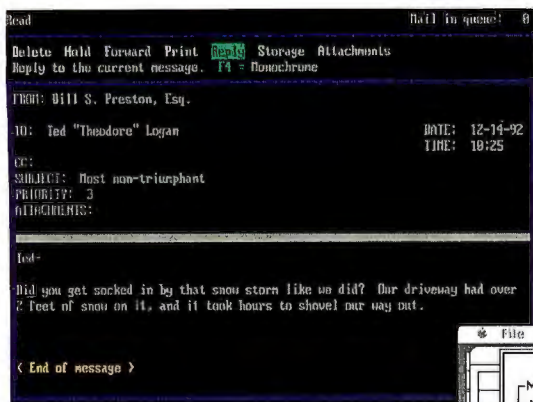 Read Mail in queue: 0
Delete Hold Forward Print Reply Storage Attachments
Reply to the current message. F4 = Monochrome
FROM: Bill S. Preston, Esq.
TO: Ted "Theodore" Logan DATE: 12-14-92
TIME: 10:25
CC:
SUBJECT: Most non-triumphant
PRIORITY: 3
ATTACHMENTS:
Ted-
Did you get socked in by that snow storm like we did? Our driveway had over
2 feet of snow on it, and it took hours to shovel our way out.
< End of message >
File